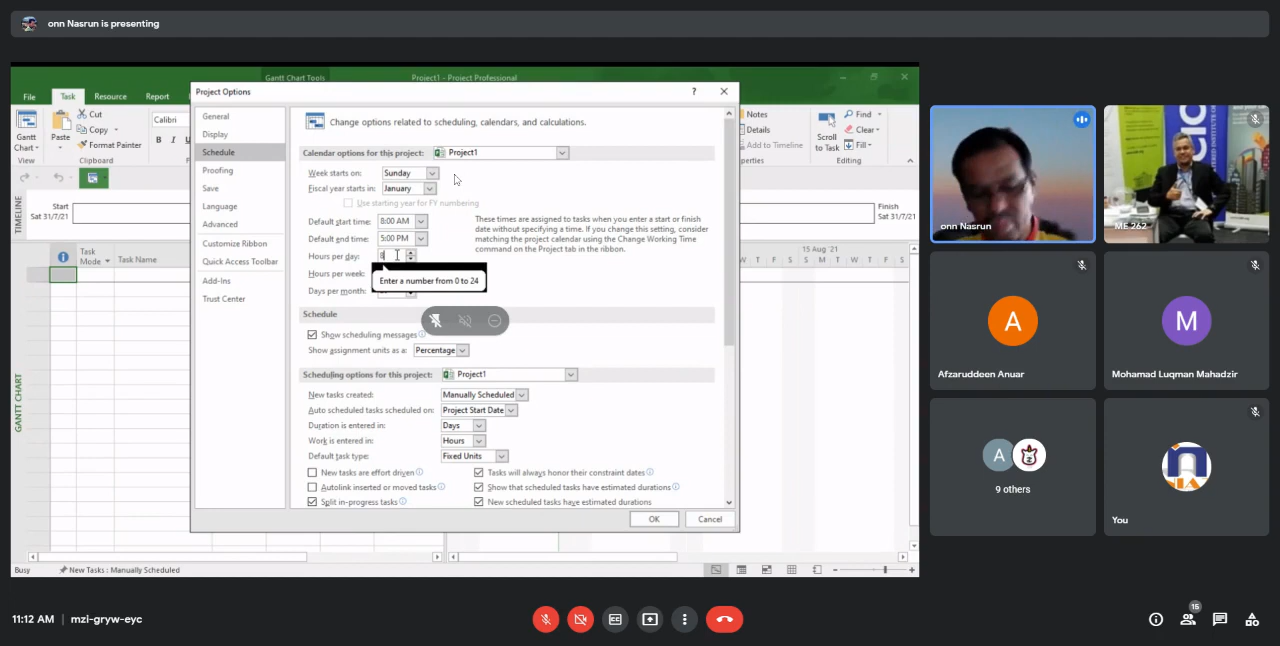 onn Nasrun is presenting
Gantt Chart Tools
Project1 - Project Professional
File
Task
Resource
Report
Gantt
Chart
View
Paste
Cut
Copy
Format Painter
Clipboard
Calibri
B I
Notes
Details
Add to Timeline
Scroll
to Task
Find
Clear
Fill
Editing
TIMELINE
Start
Sat 31/7/21
Finish
Sat 31/7/21
Project Options
?
General
Display
Schedule
Proofing
Save
Language
Advanced
Customize Ribbon
Quick Access Toolbar
Add-Ins
Trust Center
Change options related to scheduling, calendars, and calculations.
Calendar options for this project: Project1
Week starts on: Sunday
Fiscal year starts in: January
Use starting year for FY numbering
Default start time: 8:00 AM
Default end time: 5:00 PM
Hours per day: 8
Hours per week:
Days per month:
These times are assigned to tasks when you enter a start or finish
date without specifying a time. If you change this setting, consider
matching the project calendar using the Change Working Time
command on the Project tab in the ribbon.
Enter a number from 0 to 24
Schedule
Show scheduling messages
Show assignment units as a: Percentage
Scheduling options for this project: Project1
New tasks created: Manually Scheduled
Auto scheduled tasks scheduled on: Project Start Date
Duration is entered in: Days
Work is entered in: Hours
Default task type: Fixed Units
New tasks are effort driven
Tasks will always honor their constraint dates
Autolink inserted or moved tasks
Show that scheduled tasks have estimated durations
Split in-progress tasks
New scheduled tasks have estimated durations
OK
Cancel
GANTT CHART
Task
Mode
Task Name
15 Aug '21
W T F S S M T W T F S
Busy
New Tasks : Manually Scheduled
onn Nasrun
ME 262
A
Afzaruddeen Anuar
M
Mohamad Luqman Mahadzir
A
9 others
You
11:12 AM | mzi-gryw-eyc
15